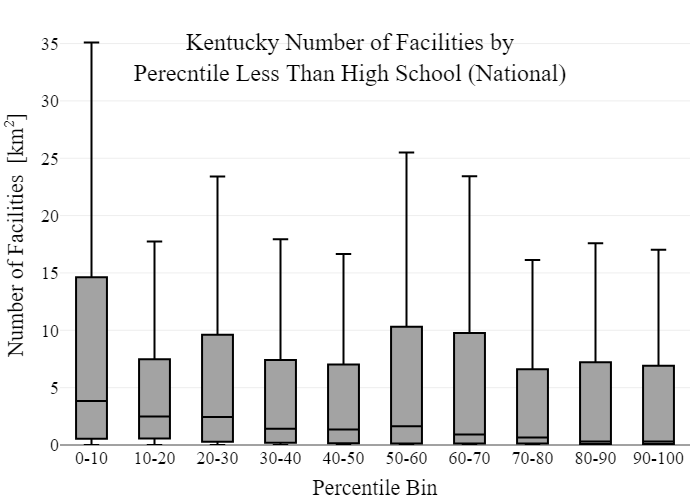 Kentucky Number of Facilities by
Perecntile Less Than High School (National)
Number of Facilities [km²]
35
30
25
20
15
10
5
0
0-10 10-20 20-30 30-40 40-50 50-60 60-70 70-80 80-90 90-100
Percentile Bin